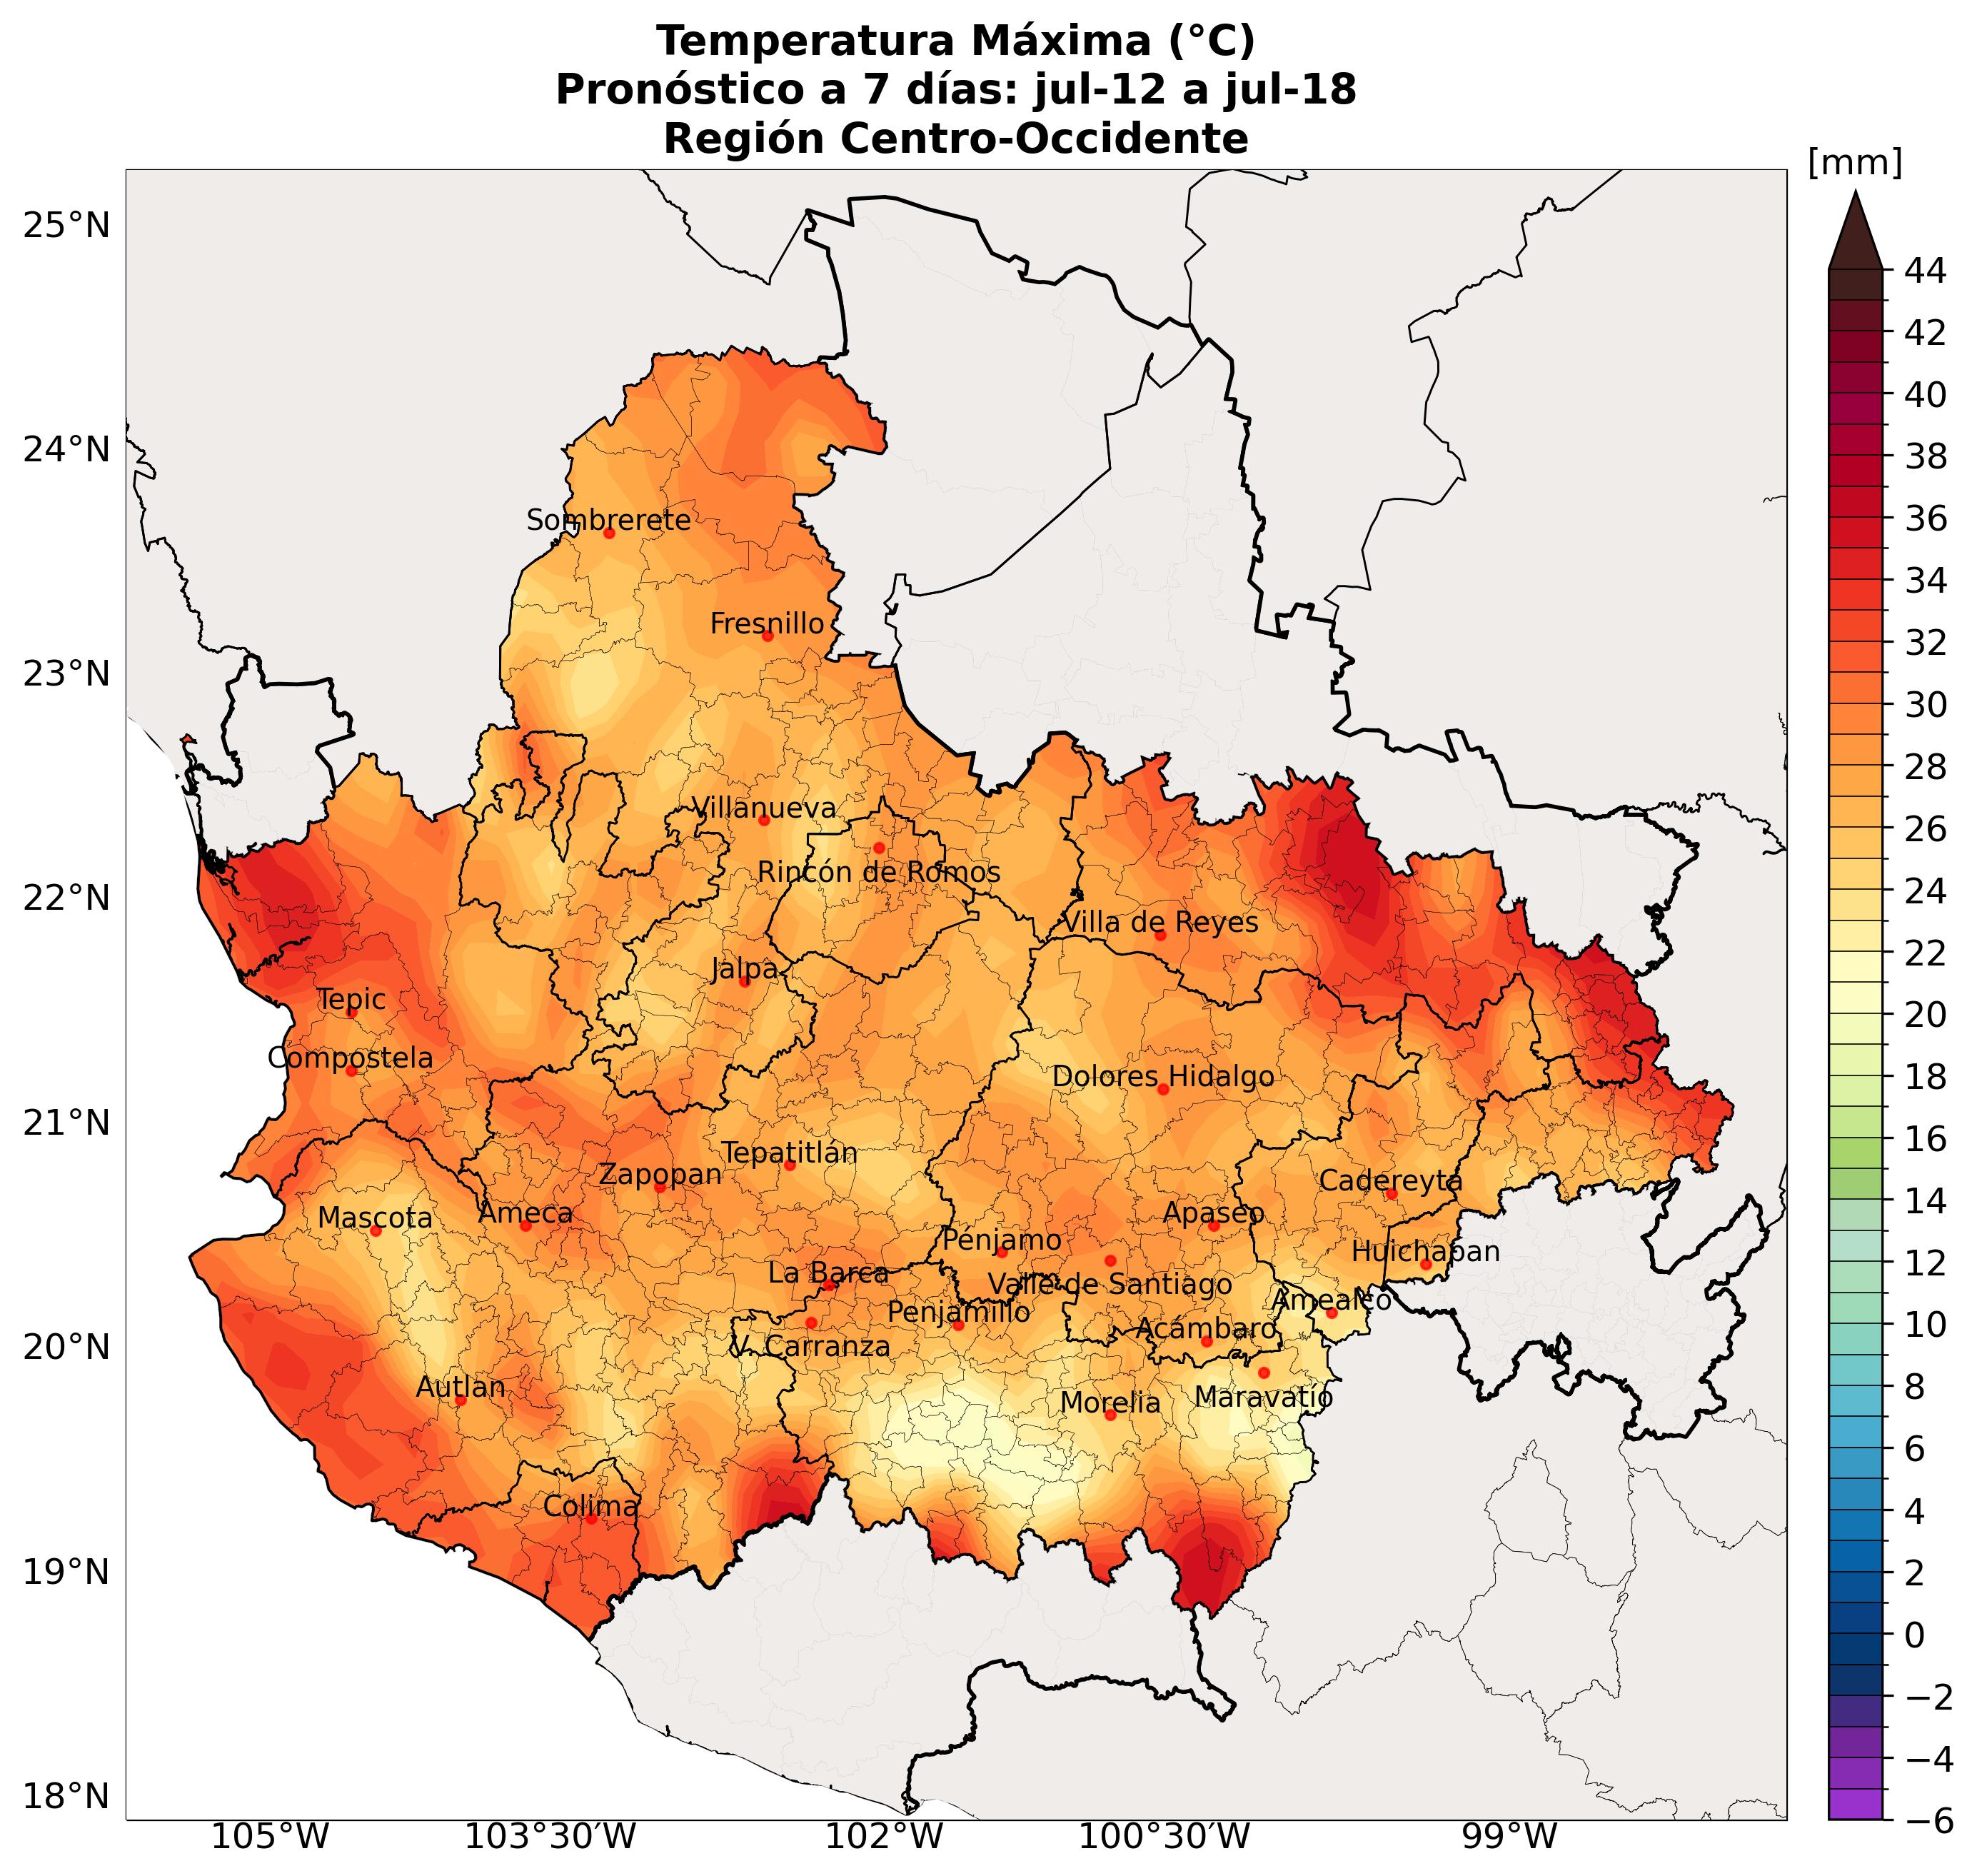 Temperatura Máxima (°C)
Pronóstico a 7 días: jul-12 a jul-18
Región Centro-Occidente
[mm]
25°N
24°N
23°N
22°N
21°N
20°N
19°N
18°N
Sombrerete
Fresnillo
Villanueva
Rincón de Romos
Villa de Reyes
Jalpa
Tepic
Compostela
Dolores Hidalgo
Tepatitlán
Zapopan
Cadereyta
Mascota
Ameca
Apaseo
Pénjamo
Huichapan
La Barca
Valle de Santiago
Amealco
Penjamillo
Acámbaro
V. Carranza
Autlan
Maravatío
Morelia
Colima
105°W
103°30′W
102°W
100°30′W
99°W
44
42
40
38
36
34
32
30
28
26
24
22
20
18
16
14
12
10
8
6
4
2
0
−2
−4
−6